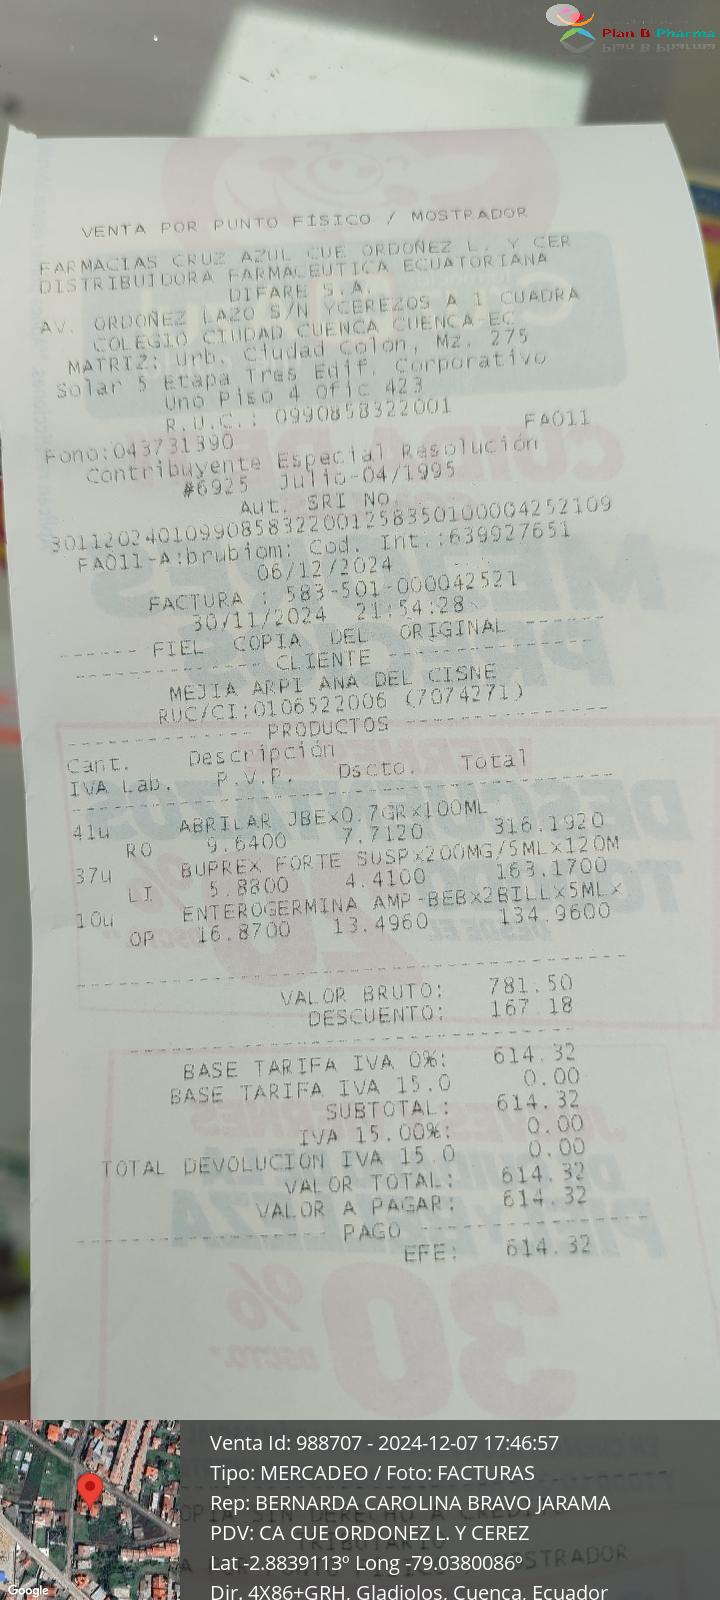 Plan B Pharma
VENTA POR PUNTO FÍSICO / MOSTRADOR
FARMACIAS CRUZ AZUL CUE ORDOÑEZ L. Y CER
DISTRIBUIDORA FARMACEUTICA ECUATORIANA
DIFARE S.A.
AV. ORDOÑEZ LAZO S/N YCEREZOS A 1 CUADRA
COLEGIO CIUDAD CUENCA CUENCA-EC
MATRIZ: Urb. Ciudad Colón, Mz. 275
Solar 5 Etapa Tres Edif. Corporativo
Uno Piso 4 Ofic 423
R.U.C.: 0990858322001
Fono:043731390 FA011
Contribuyente Especial Resolución
#6925 Julio-04/1995
Aut. SRI No
30112024010990858322001258350100004252109
FA011-A:brubiom: Cod. Int.:639927651
06/12/2024
FACTURA : 583-501-000042521
30/11/2024 21:54:28
FIEL COPIA DEL ORIGINAL
CLIENTE
MEJIA ARPI ANA DEL CISNE
RUC/CI:0106522006 (7074271)
PRODUCTOS
Cant. Descripción
IVA Lab. P.V.P. Dscto. Total
41u ABRILAR JBEx0.7GRx100ML
RO 9.6400 7.7120 316.1920
37u BUPREX FORTE SUSPx200MG/5MLx120M
LI 5.8800 4.4100 163.1700
10u ENTEROGERMINA AMP-BEBx2BILLx5MLx
OP 16.8700 13.4960 134.9600
VALOR BRUTO: 781.50
DESCUENTO: 167.18
BASE TARIFA IVA 0%: 614.32
BASE TARIFA IVA 15.0 0.00
SUBTOTAL: 614.32
IVA 15.00%: 0.00
TOTAL DEVOLUCION IVA 15.0 0.00
VALOR TOTAL: 614.32
VALOR A PAGAR: 614.32
PAGO
EFE: 614.32
Venta Id: 988707 - 2024-12-07 17:46:57
Tipo: MERCADEO / Foto: FACTURAS
Rep: BERNARDA CAROLINA BRAVO JARAMA
PDV: CA CUE ORDONEZ L. Y CEREZ
Lat -2.8839113º Long -79.0380086º
Dir. 4X86+GRH, Gladiolos, Cuenca, Ecuador
Google